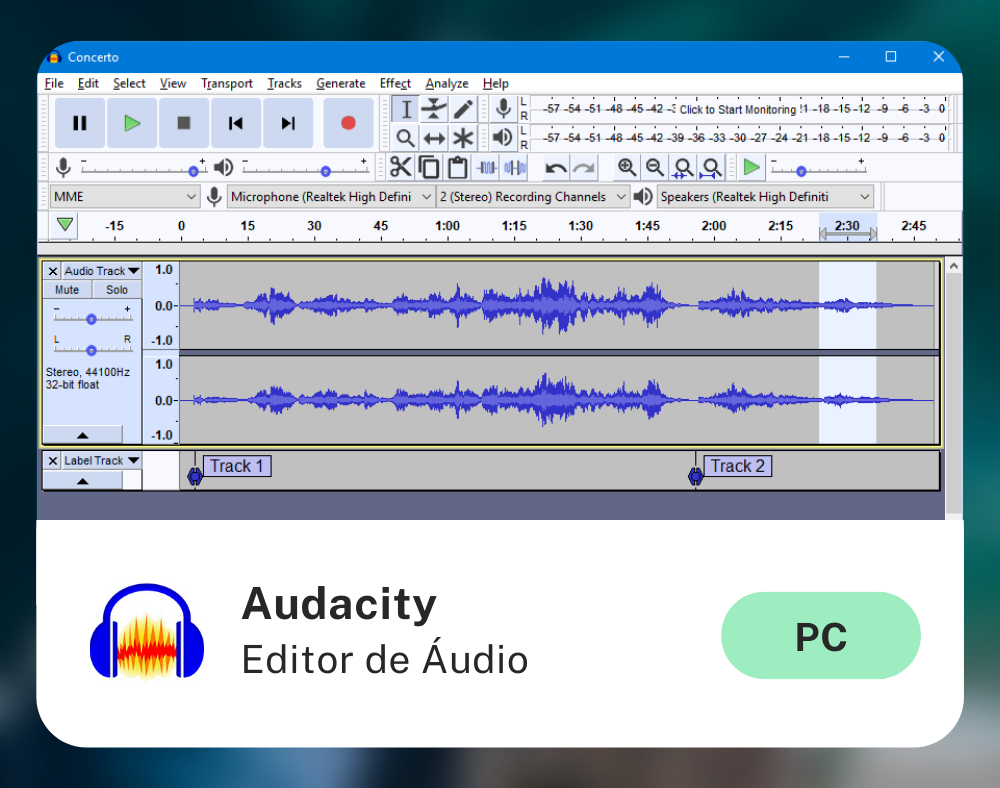 Concerto
File Edit Select View Transport Tracks Generate Effect Analyze Help
L
R
-57 -54 -51 -48 -45 -42 -3 Click to Start Monitoring !1 -18 -15 -12 -9 -6 -3 0
L
R
-57 -54 -51 -48 -45 -42 -39 -36 -33 -30 -27 -24 -21 -18 -15 -12 -9 -6 -3 0
- + - + - +
MME Microphone (Realtek High Defini 2 (Stereo) Recording Channels Speakers (Realtek High Definiti
-15 0 15 30 45 1:00 1:15 1:30 1:45 2:00 2:15 2:30 2:45
Audio Track 1.0
Mute Solo
- + 0.0
L R -1.0
Stereo, 44100Hz 1.0
32-bit float
0.0
-1.0
Label Track Track 1 Track 2
Audacity
Editor de Áudio
PC